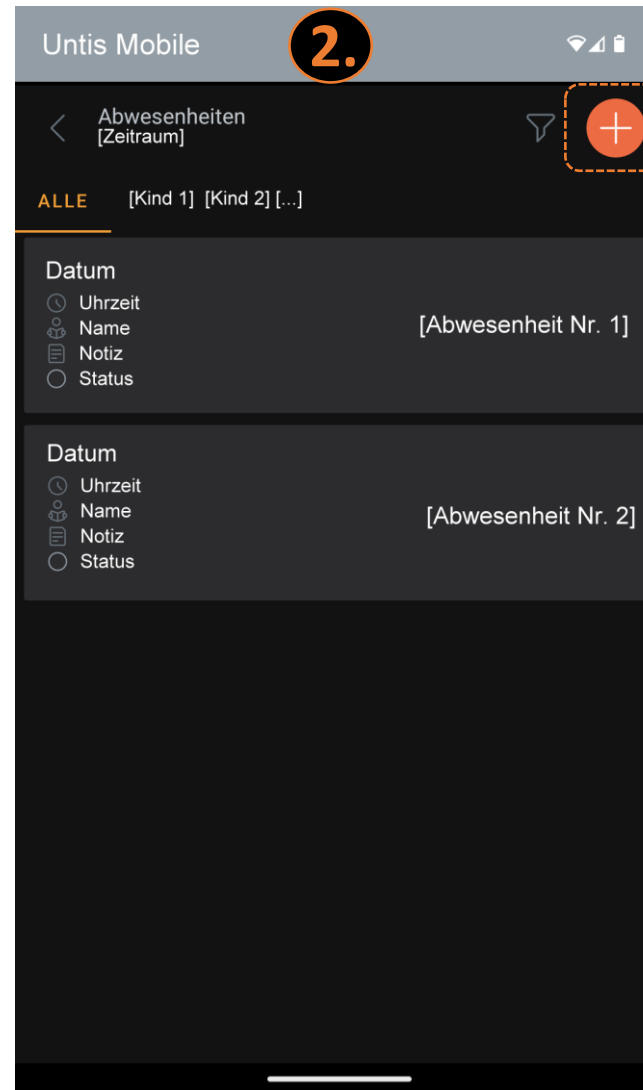 Untis Mobile
2.
Abwesenheiten
[Zeitraum]
ALLE [Kind 1] [Kind 2] [...]
Datum
Uhrzeit
Name
Notiz
Status
[Abwesenheit Nr. 1]
Datum
Uhrzeit
Name
Notiz
Status
[Abwesenheit Nr. 2]